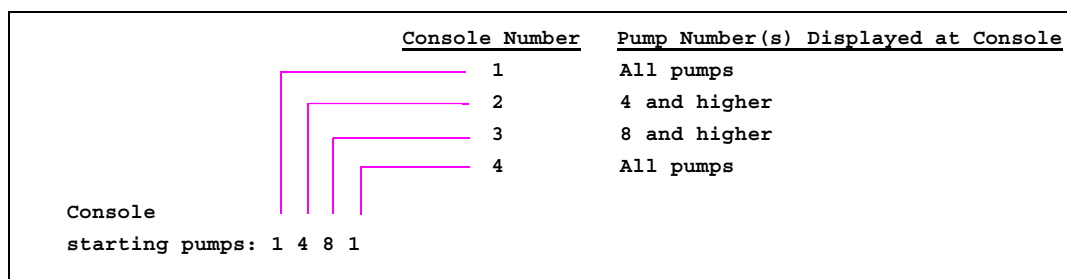 Console Number Pump Number(s) Displayed at Console
1 All pumps
2 4 and higher
3 8 and higher
4 All pumps
Console
starting pumps: 1 4 8 1